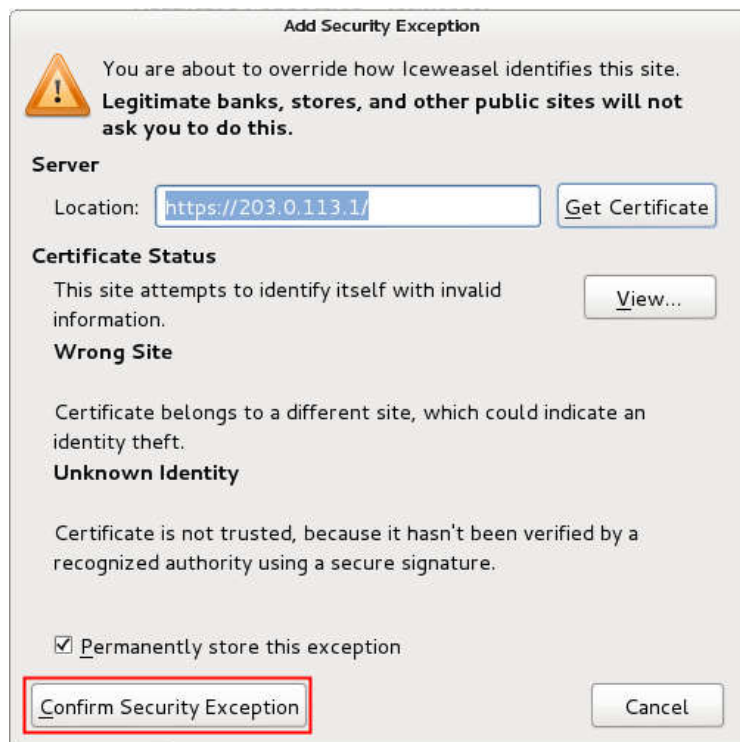 Add Security Exception
You are about to override how Iceweasel identifies this site.
Legitimate banks, stores, and other public sites will not
ask you to do this.
Server
Location: https://203.0.113.1/ Get Certificate
Certificate Status
This site attempts to identify itself with invalid
information.
View...
Wrong Site
Certificate belongs to a different site, which could indicate an
identity theft.
Unknown Identity
Certificate is not trusted, because it hasn't been verified by a
recognized authority using a secure signature.
Permanently store this exception
Confirm Security Exception Cancel